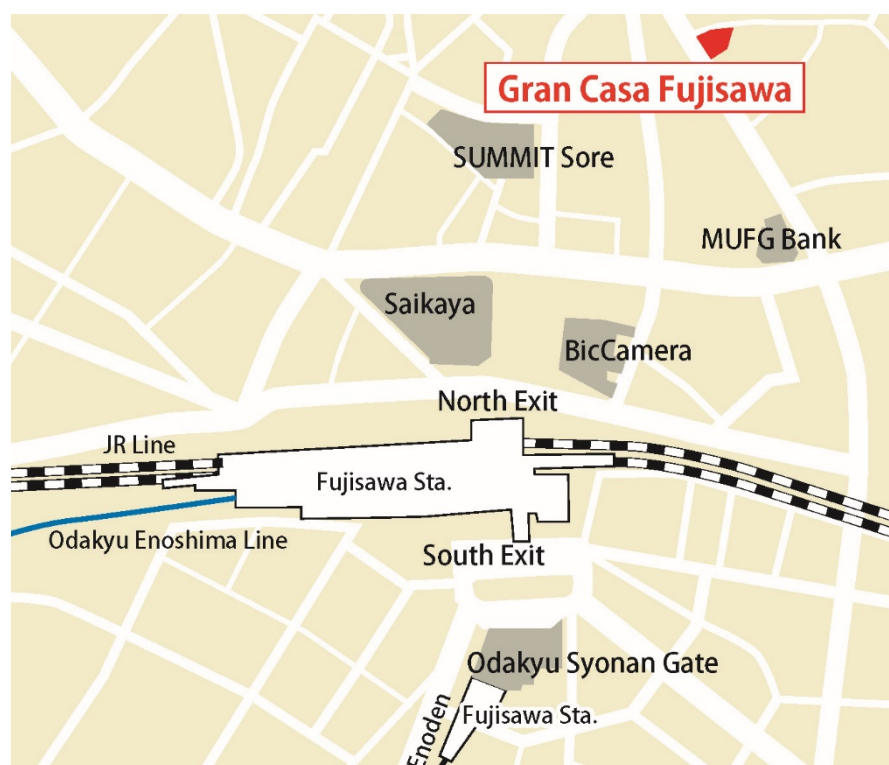 Gran Casa Fujisawa
SUMMIT Sore
MUFG Bank
Saikaya
BicCamera
North Exit
JR Line
Fujisawa Sta.
Odakyu Enoshima Line
South Exit
Odakyu Syonan Gate
Fujisawa Sta.
Enoden